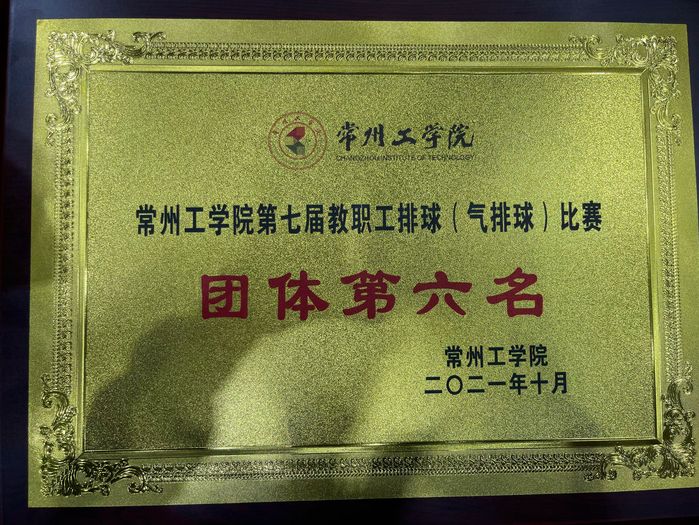 常州工学院
CHANGZHOU INSTITUTE OF TECHNOLOGY
常州工学院第七届教职工排球（气排球）比赛
团体第六名
常州工学院
二〇二一年十月